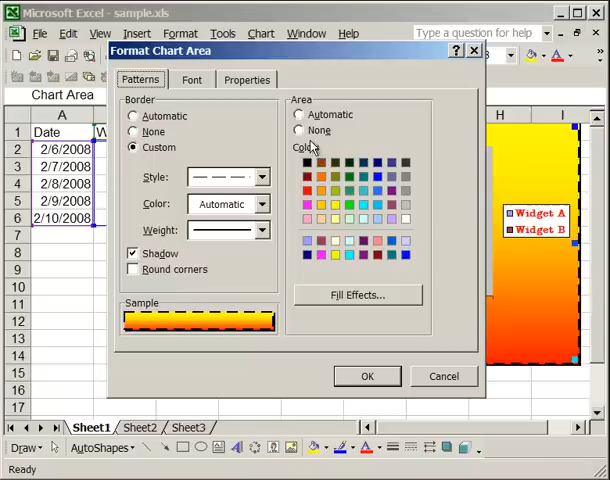 Microsoft Excel - sample.xls
File Edit View Insert Format Tools Chart Window Type a question for help
Chart Area
Format Chart Area
Patterns Font Properties
Border
Automatic
None
Custom
Style:
Color: Automatic
Weight:
Shadow
Round corners
Sample
Area
Automatic
None
Color
Fill Effects...
OK Cancel
A H I
1 Date W
2 2/6/2008
3 2/7/2008
4 2/8/2008
5 2/9/2008
6 2/10/2008
7
8
9
10
11
12
13
14
15
16
17
Widget A
Widget B
Sheet1 Sheet2 Sheet3
Draw AutoShapes
Ready